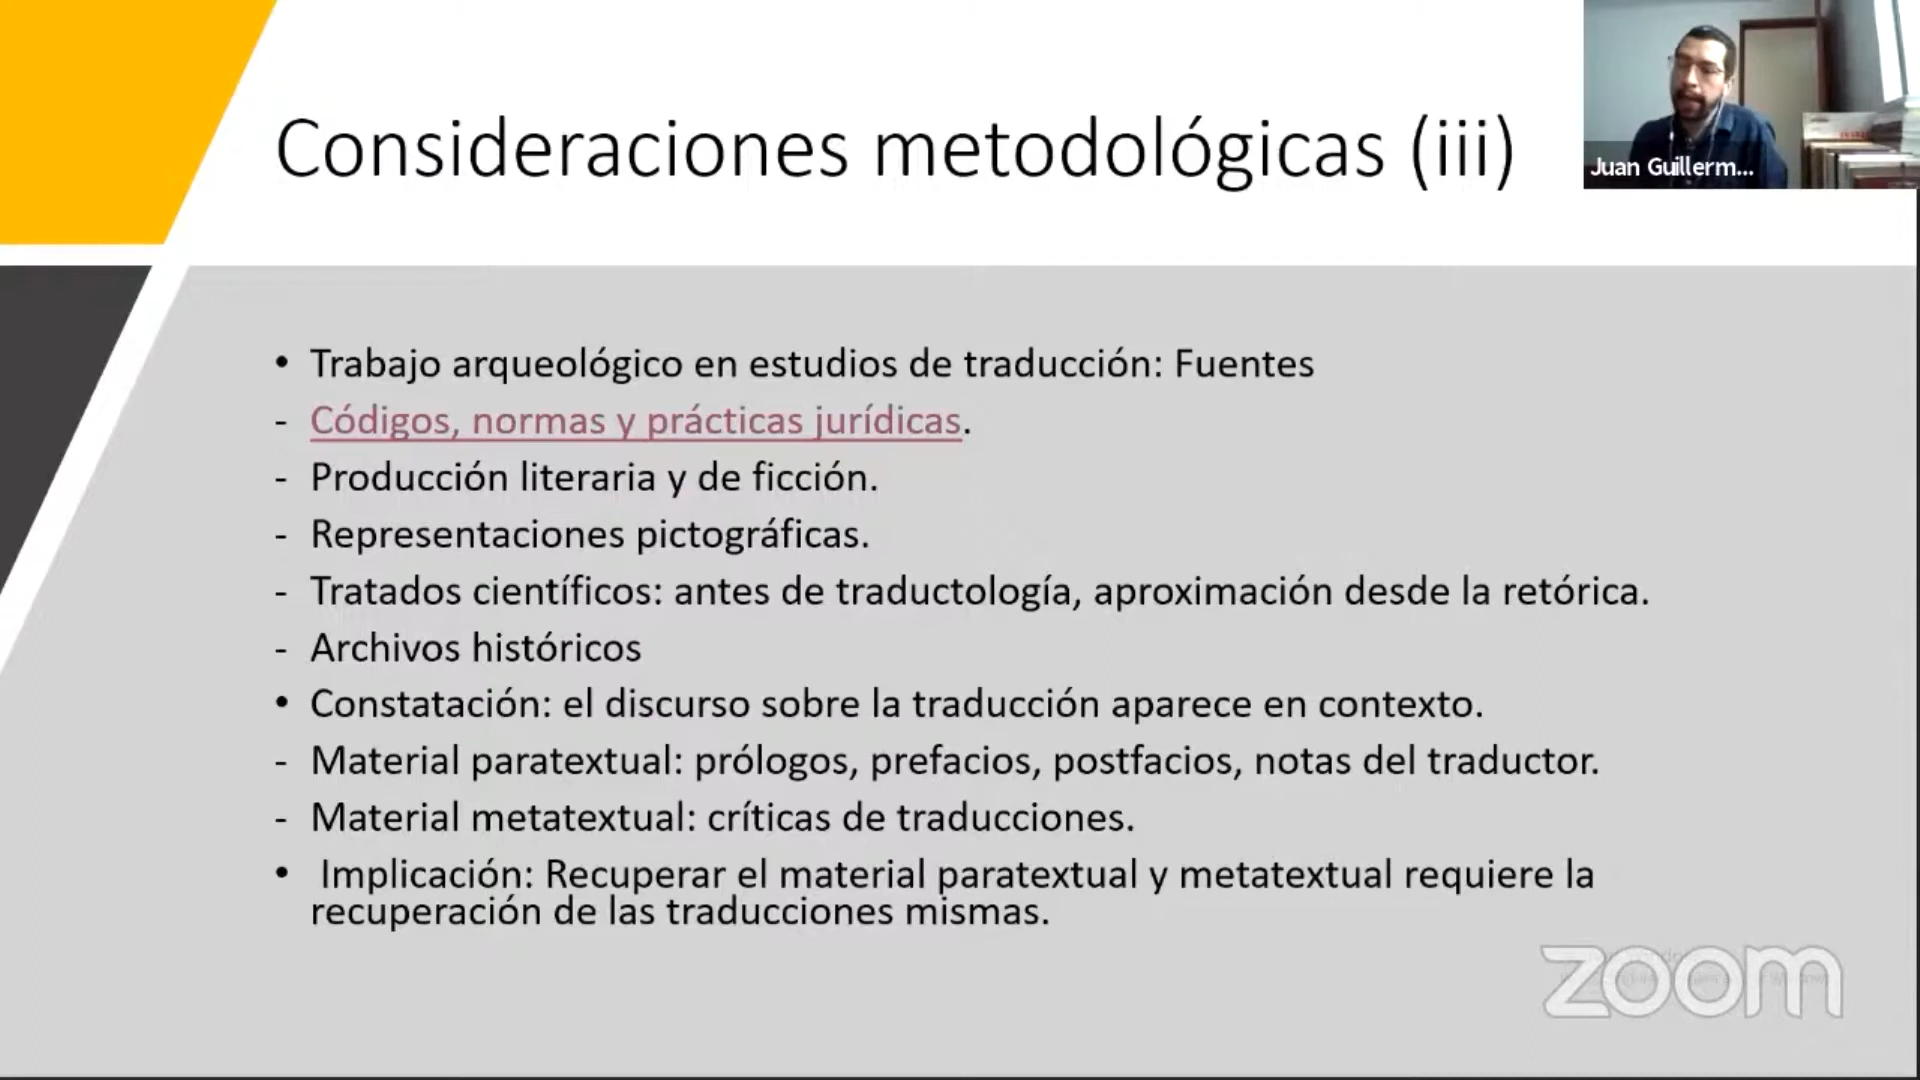 Consideraciones metodológicas (iii)
Juan Guillerm...
• Trabajo arqueológico en estudios de traducción: Fuentes
- Códigos, normas y prácticas jurídicas.
- Producción literaria y de ficción.
- Representaciones pictográficas.
- Tratados científicos: antes de traductología, aproximación desde la retórica.
- Archivos históricos
• Constatación: el discurso sobre la traducción aparece en contexto.
- Material paratextual: prólogos, prefacios, postfacios, notas del traductor.
- Material metatextual: críticas de traducciones.
• Implicación: Recuperar el material paratextual y metatextual requiere la
recuperación de las traducciones mismas.
zoom